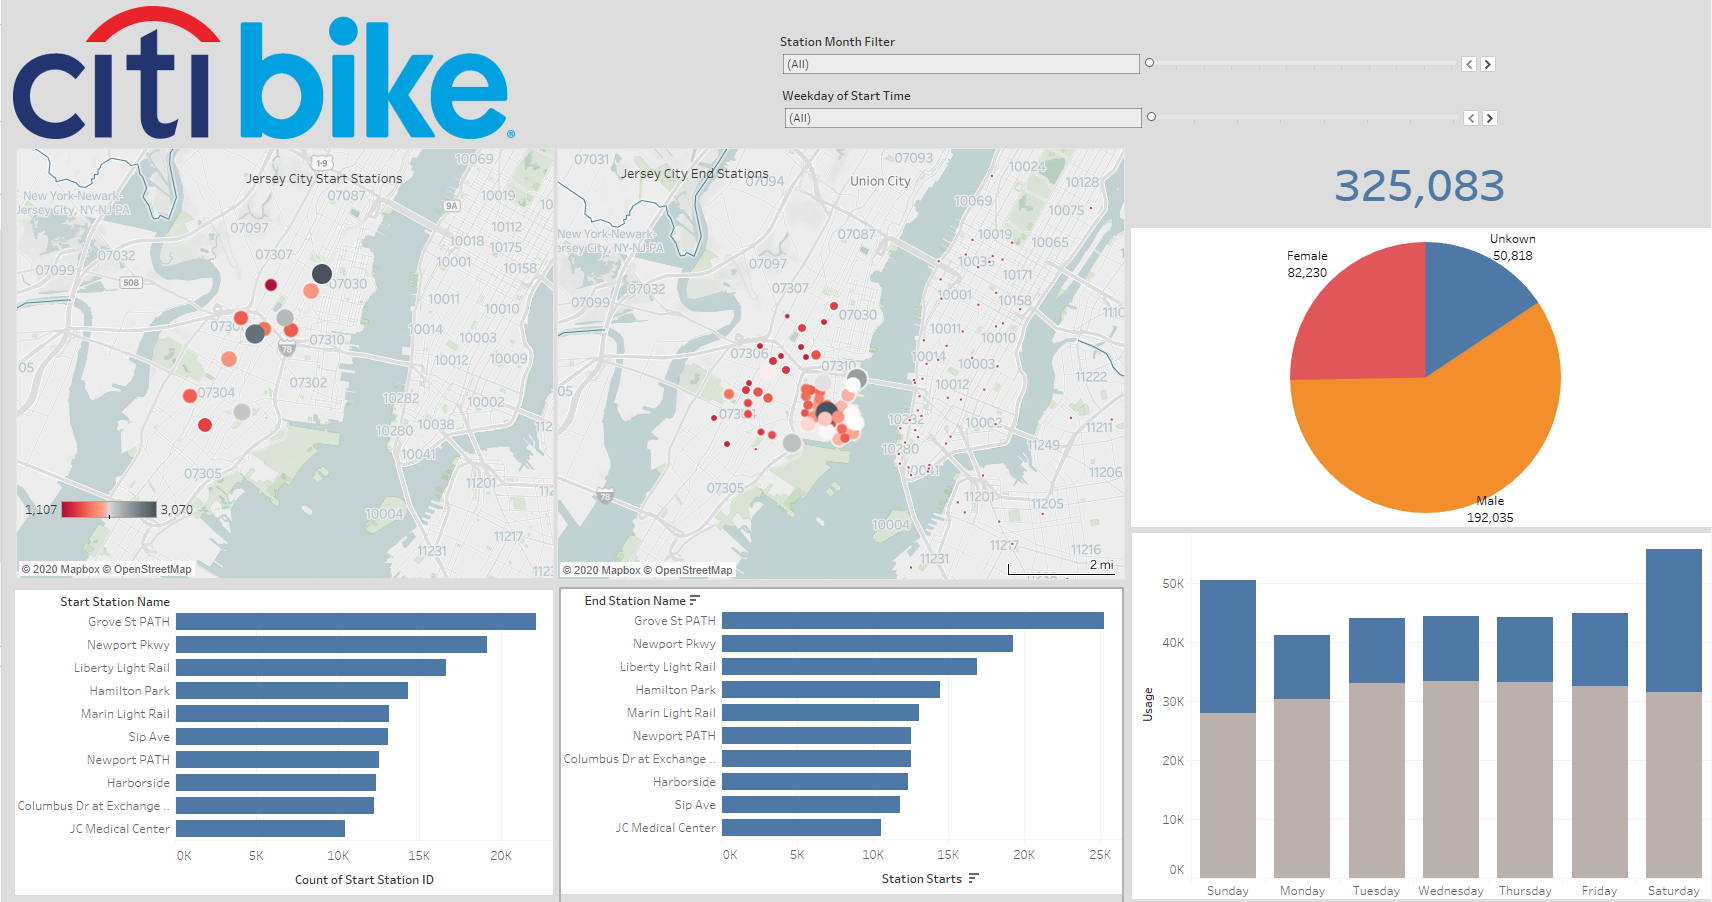 citi bike®
Station Month Filter
(All)
Weekday of Start Time
(All)
Jersey City Start Stations
1-9
10069
New York-Newark-
Jersey City, NY-NJ-PA
07087
10019
9A
07097
10112
10018
10175
07032
07307
10001
07099
10158
508
07030
10011
10010
07310
10014
10003
78
10012
10009
05
07302
07304
10282
10280
10038
10041
07305
11201
1,107
3,070
10004
11217
11231
© 2020 Mapbox © OpenStreetMap
Jersey City End Stations
07031
07093
10024
07094
Union City
10128
10069
10075
New York-Newark-
ersey City, NY-NJ-PA
07087
10019
10065
07097
10171
07032
07307
10001
10158
07099
07030
10011
10010
07306
07310
10014
10003
05
11222
10012
11211
10280
11249
11206
07305
78
11201
11205
10004
11216
11231
2 mi
© 2020 Mapbox © OpenStreetMap
325,083
Unkown
50,818
Female
82,230
Male
192,035
Start Station Name
Grove St PATH
Newport Pkwy
Liberty Light Rail
Hamilton Park
Marin Light Rail
Sip Ave
Newport PATH
Harborside
Columbus Dr at Exchange ..
JC Medical Center
0K 5K 10K 15K 20K
Count of Start Station ID
End Station Name
Grove St PATH
Newport Pkwy
Liberty Light Rail
Hamilton Park
Marin Light Rail
Newport PATH
Columbus Dr at Exchange ..
Harborside
Sip Ave
JC Medical Center
0K 5K 10K 15K 20K 25K
Station Starts
Usage
50K
40K
30K
20K
10K
0K
Sunday Monday Tuesday Wednesday Thursday Friday Saturday